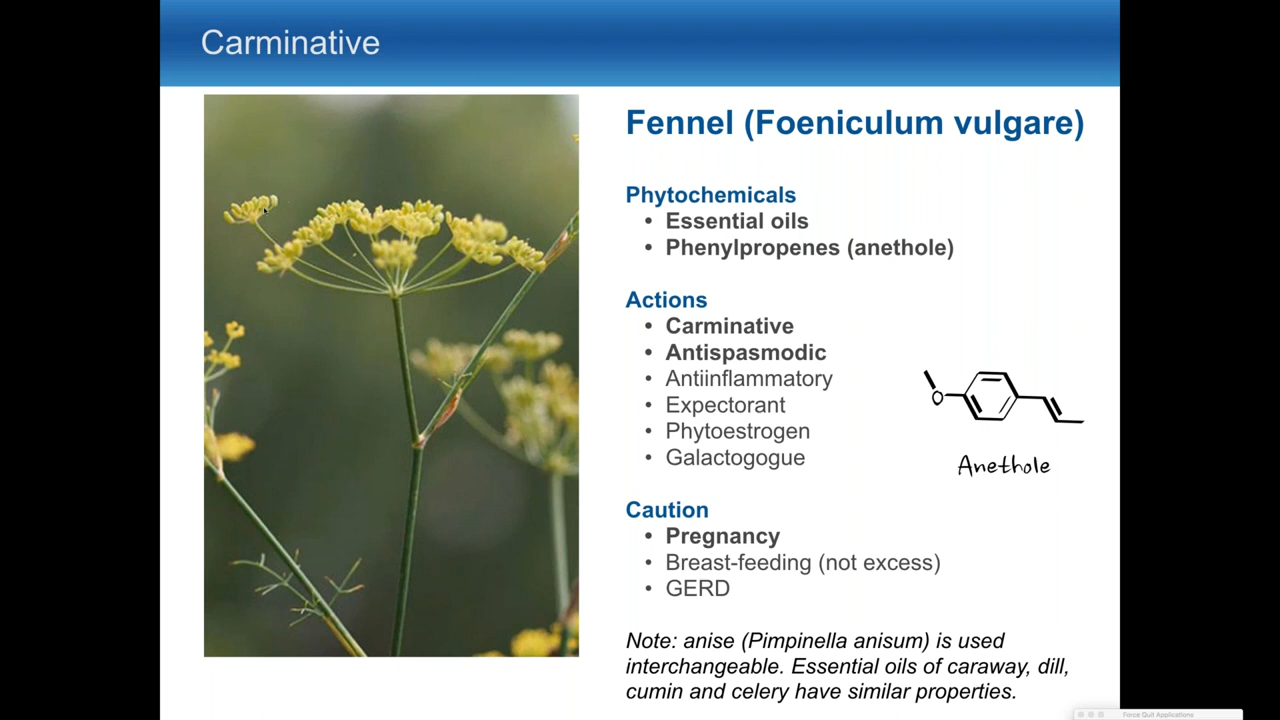 Carminative
Fennel (Foeniculum vulgare)
Phytochemicals
• Essential oils
• Phenylpropenes (anethole)
Actions
• Carminative
• Antispasmodic
• Antiinflammatory
• Expectorant
• Phytoestrogen
• Galactogogue
Anethole
Caution
• Pregnancy
• Breast-feeding (not excess)
• GERD
Note: anise (Pimpinella anisum) is used
interchangeable. Essential oils of caraway, dill,
cumin and celery have similar properties.
O
Force Quit Applications